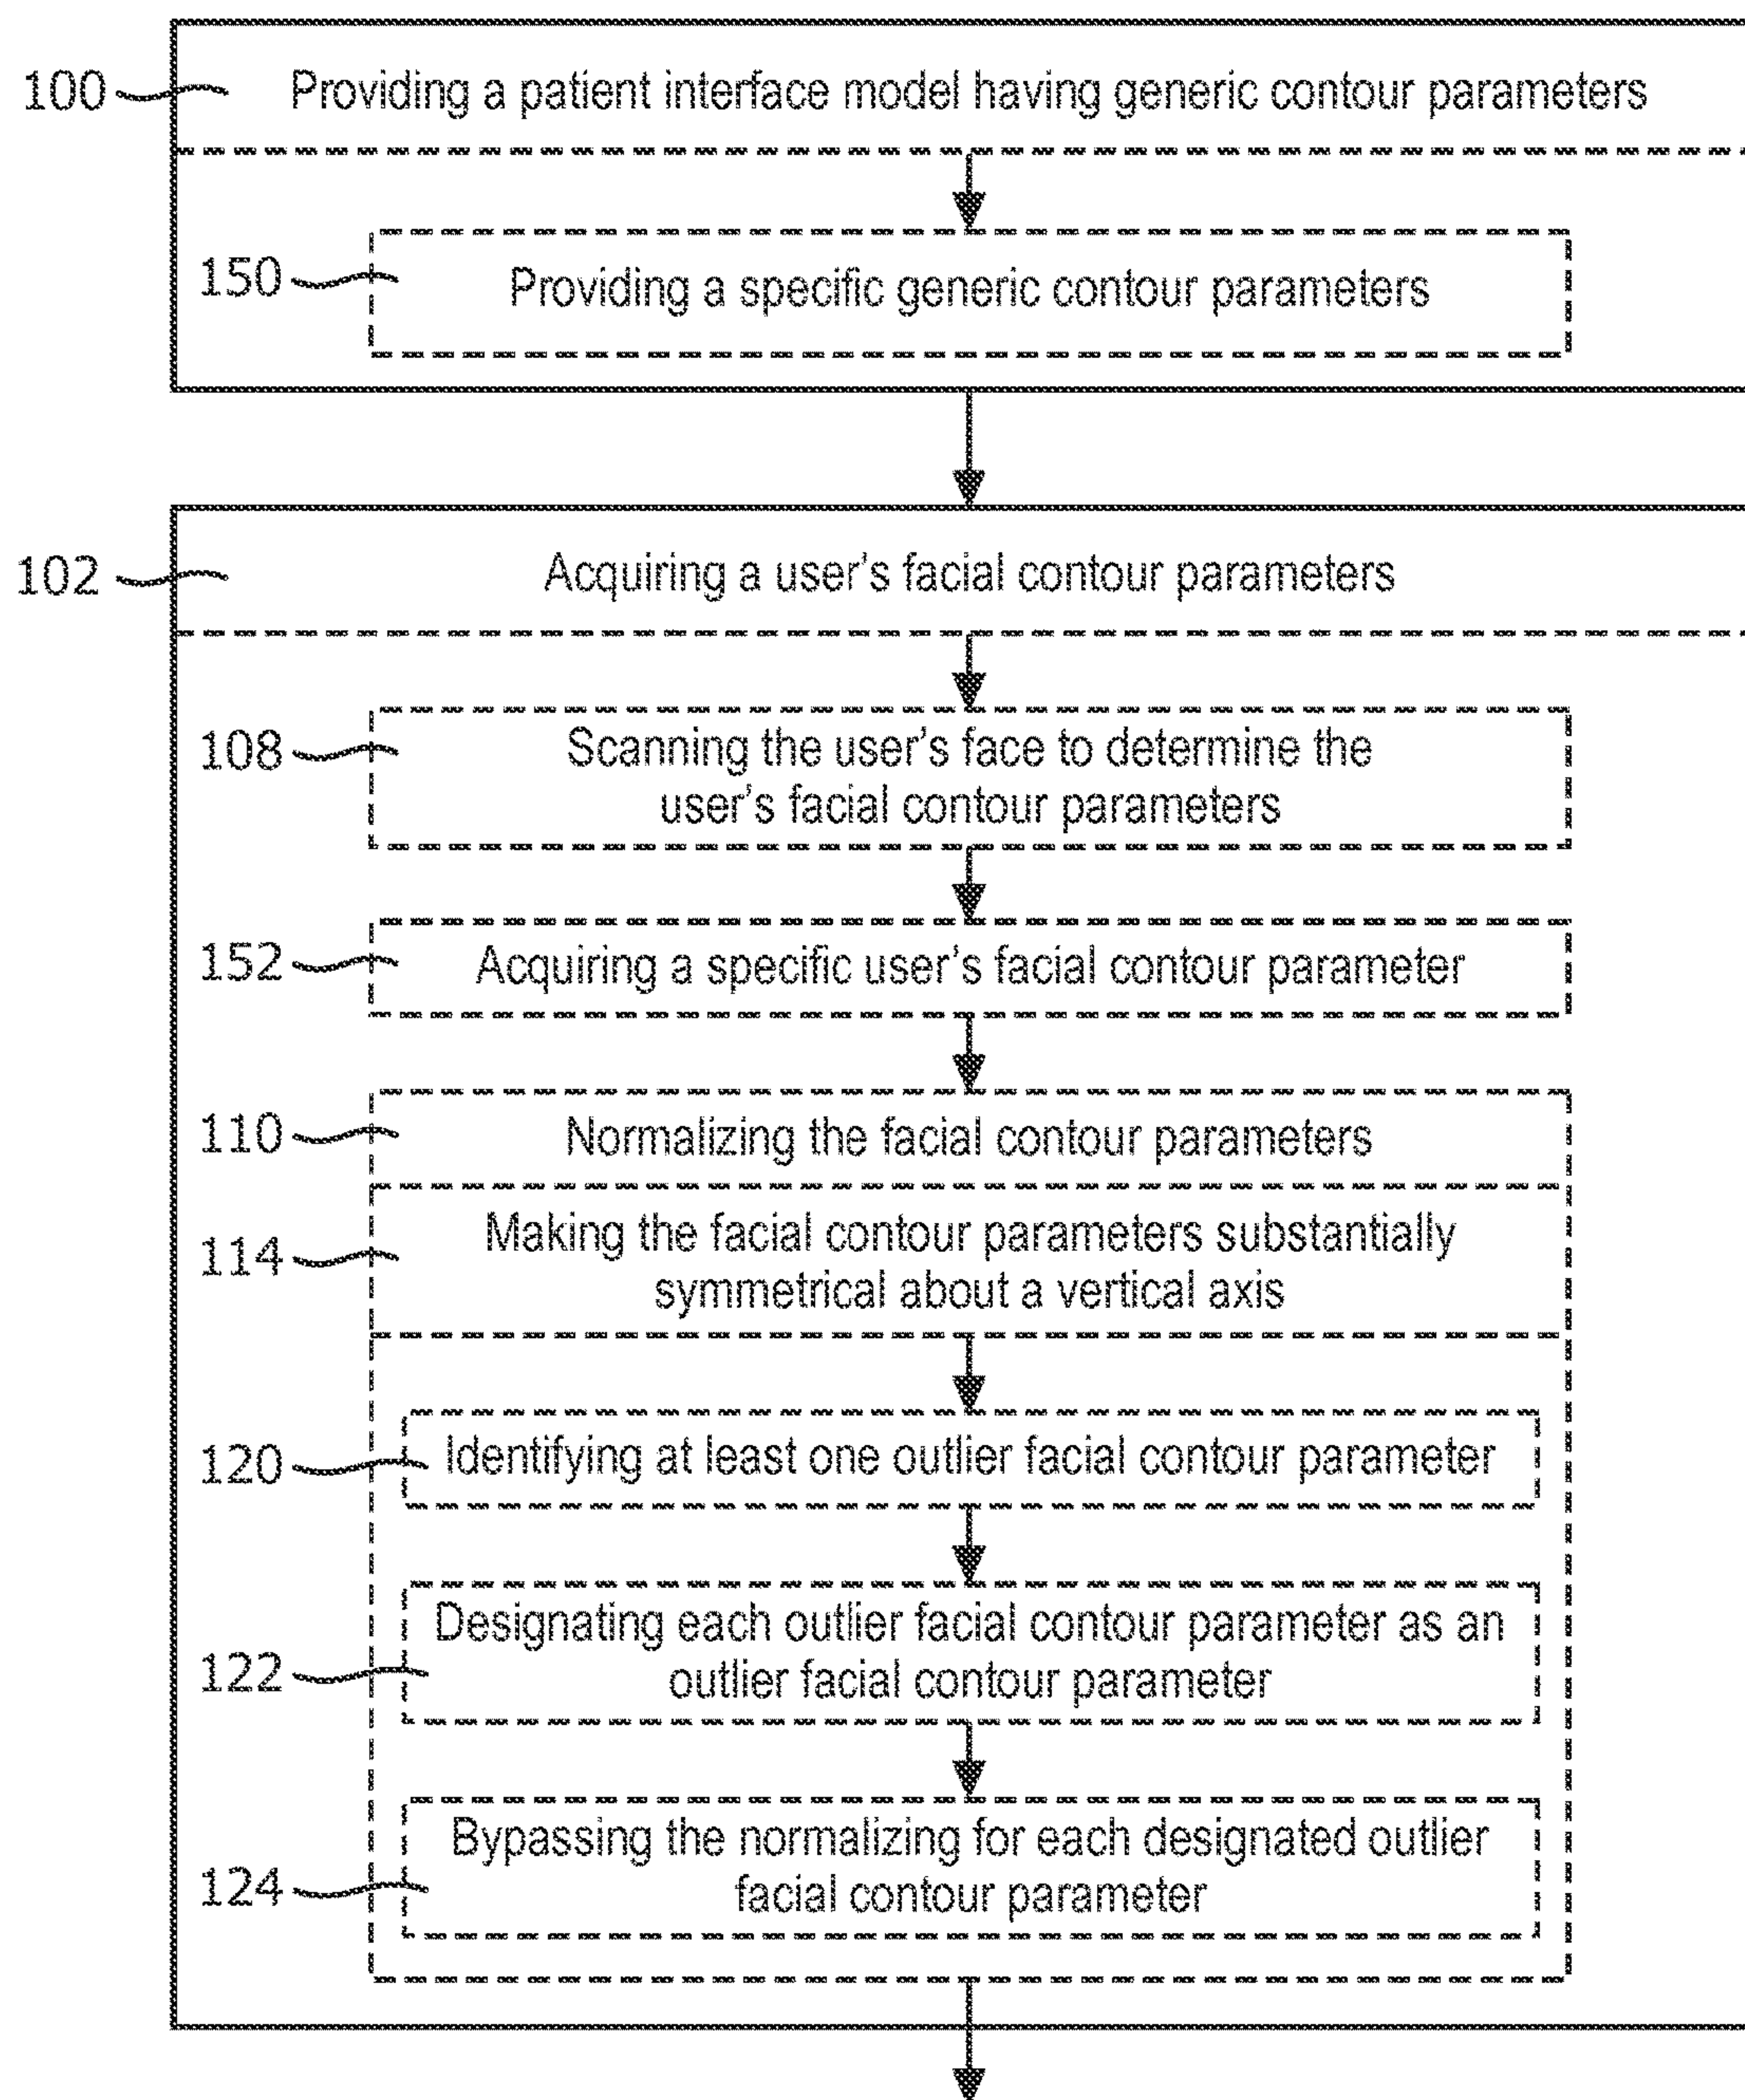 100 Providing a patient interface model having generic contour parameters
150 Providing a specific generic contour parameters
102 Acquiring a user's facial contour parameters
108 Scanning the user's face to determine the
user's facial contour parameters
152 Acquiring a specific user's facial contour parameter
110 Normalizing the facial contour parameters
114 Making the facial contour parameters substantially
symmetrical about a vertical axis
120 Identifying at least one outlier facial contour parameter
122 Designating each outlier facial contour parameter as an
outlier facial contour parameter
124 Bypassing the normalizing for each designated outlier
facial contour parameter